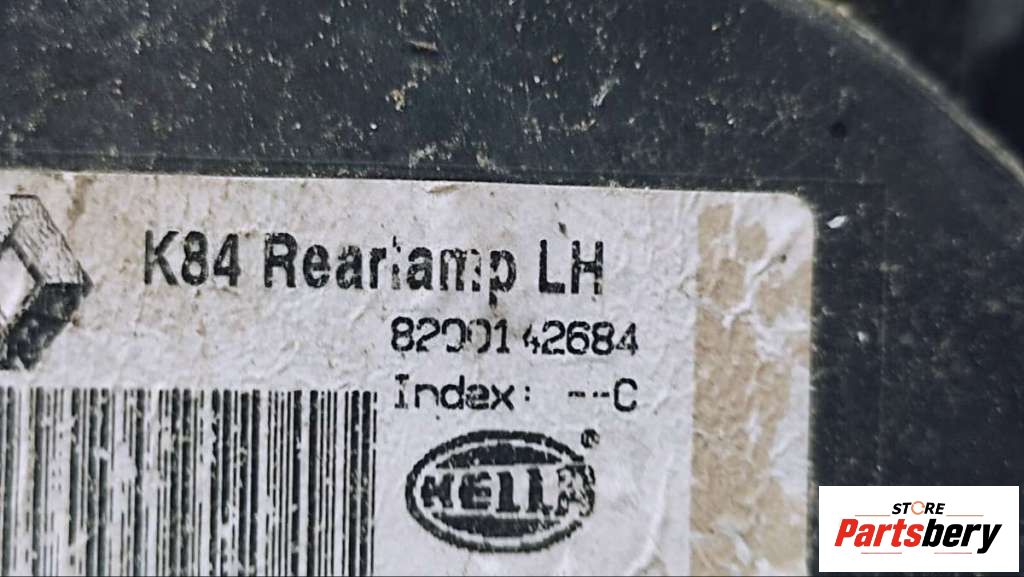 K84 Rearlamp LH
8200142684
Index: --C
HELLA®
STORE
Partsbery